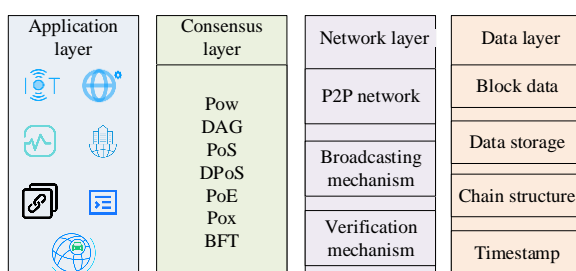 Application
layer
I T
Consensus
layer
Pow
DAG
PoS
DPoS
PoE
Pox
BFT
Network layer
P2P network
Broadcasting
mechanism
Verification
mechanism
Data layer
Block data
Data storage
Chain structure
Timestamp